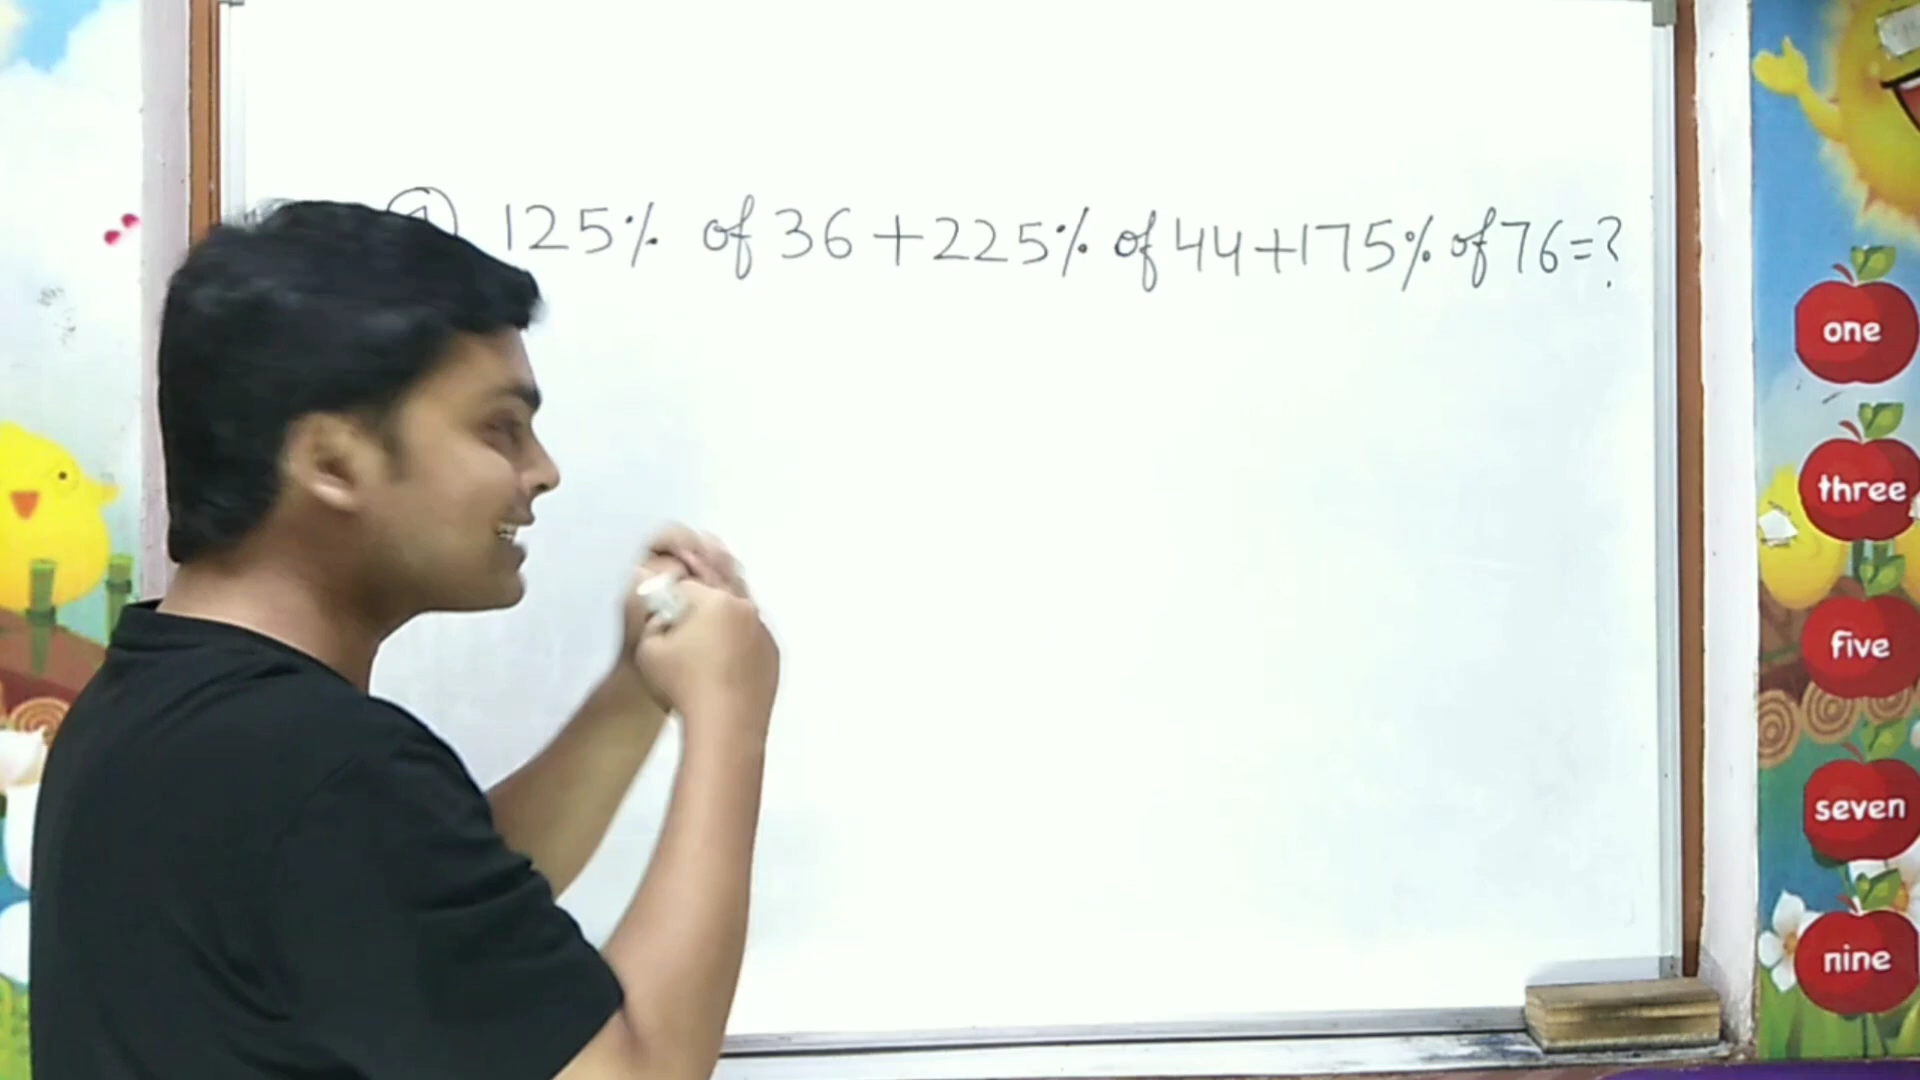 125% of 36+225% of 44+175% of 76=?
one
three
five
seven
nine